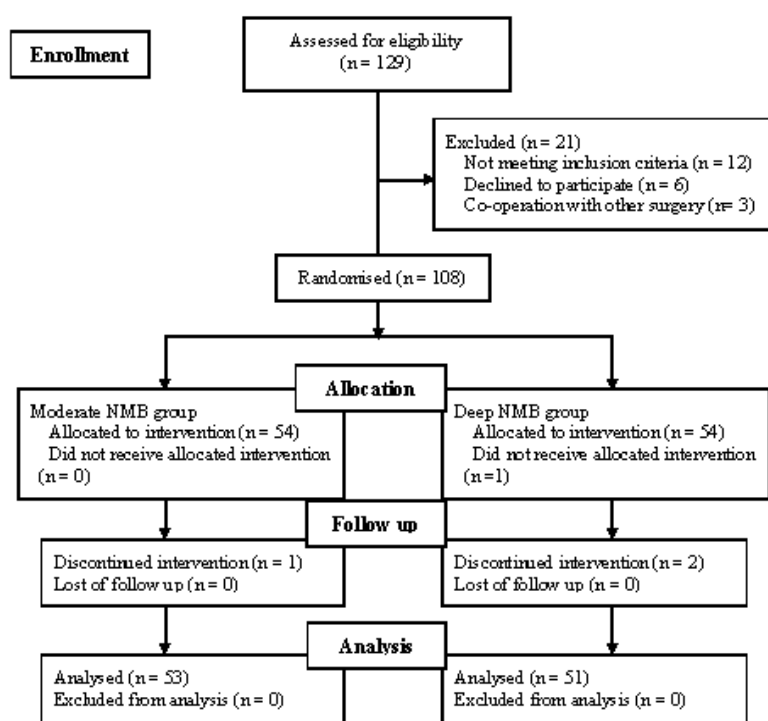 Enrollment
Assessed for eligibility
(n = 129)
Excluded (n = 21)
Not meeting inclusion criteria (n = 12)
Declined to participate (n = 6)
Co-operation with other surgery (n= 3)
Randomised (n = 108)
Allocation
Moderate NMB group
Allocated to intervention (n = 54)
Did not receive allocated intervention
(n = 0)
Deep NMB group
Allocated to intervention (n = 54)
Did not receive allocated intervention
(n =1)
Follow up
Discontinued intervention (n = 1)
Lost of follow up (n = 0)
Discontinued intervention (n = 2)
Lost of follow up (n = 0)
Analysis
Analysed (n = 53)
Excluded from analysis (n = 0)
Analysed (n = 51)
Excluded from analysis (n = 0)